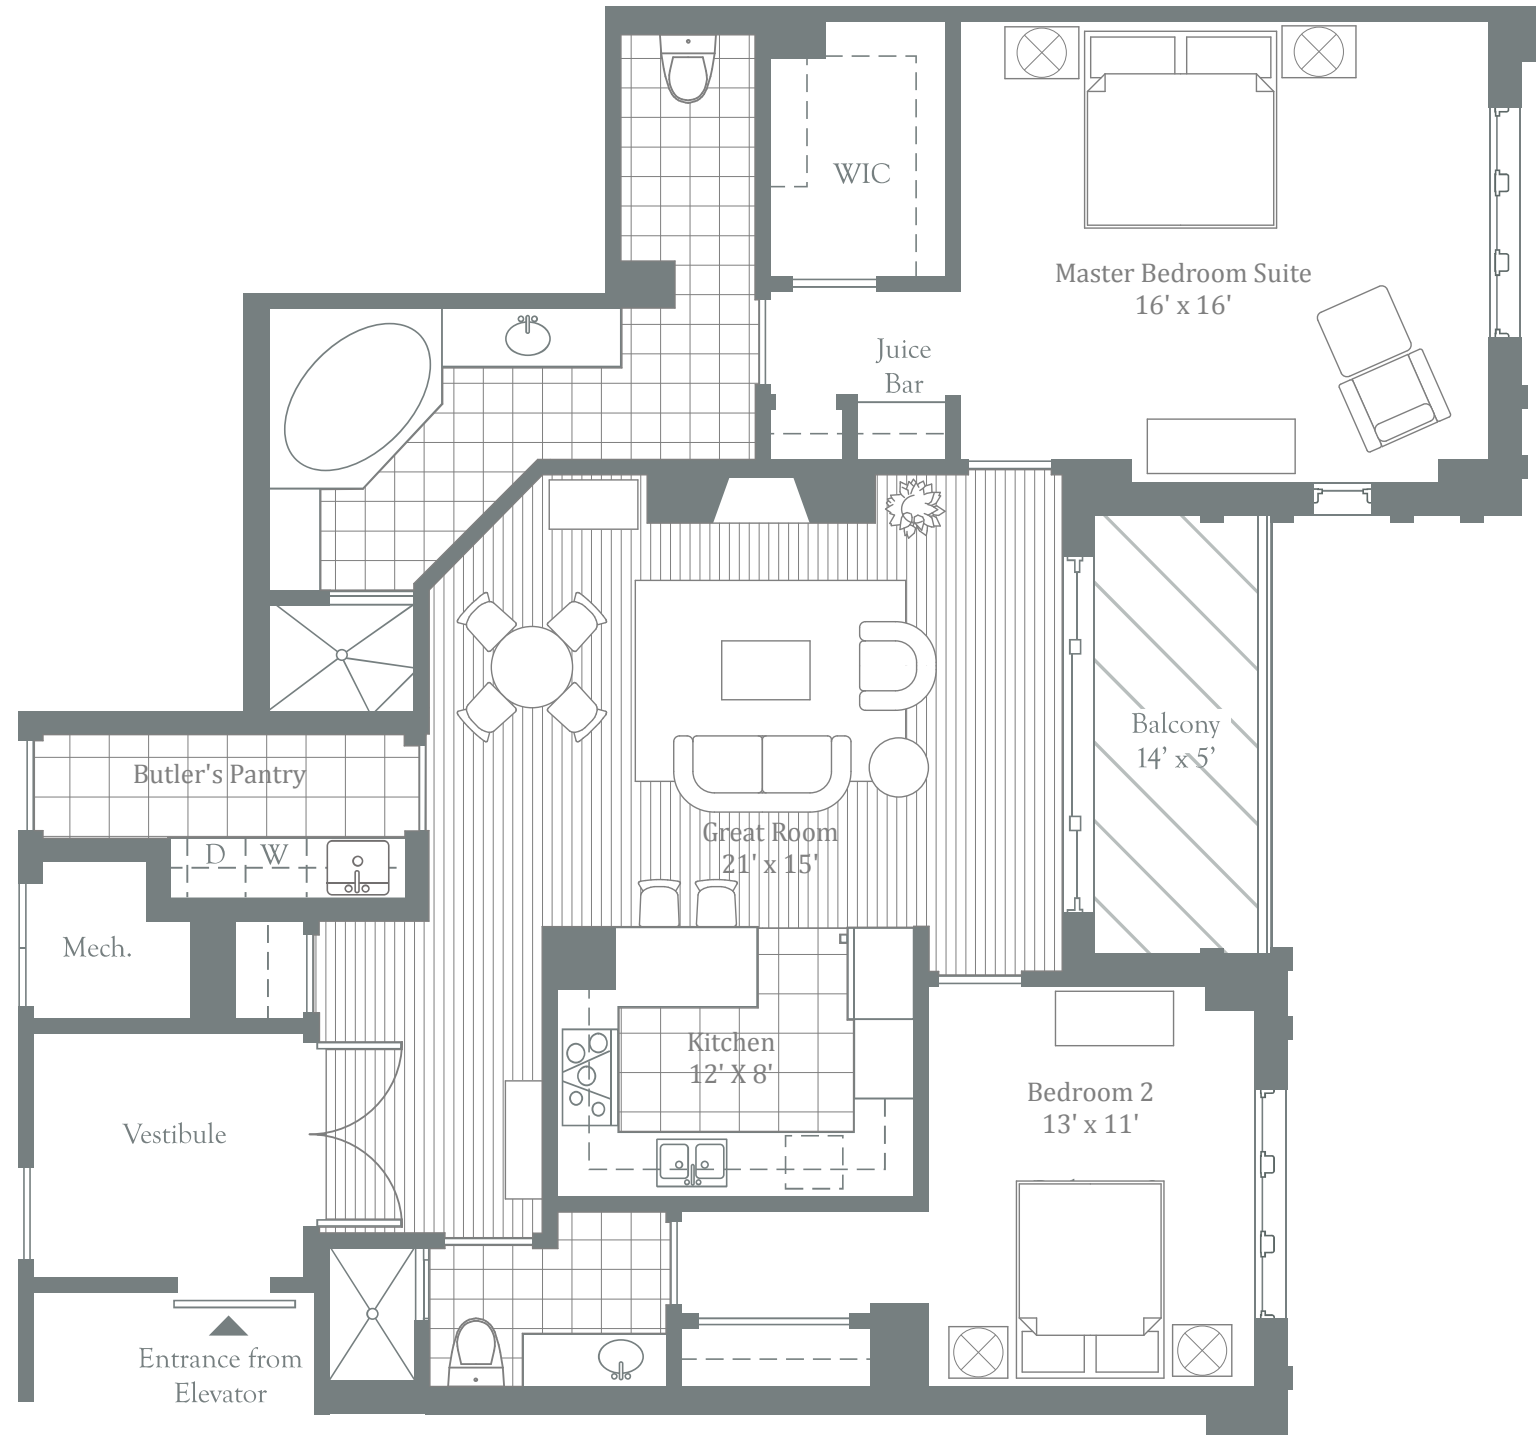 WIC
Master Bedroom Suite
16' x 16'
Juice
Bar
Balcony
14’ x 5’
Butler's Pantry
Great Room
21' x 15'
D W
Mech.
Kitchen
12' X 8'
Bedroom 2
13' x 11'
Vestibule
Entrance from
Elevator